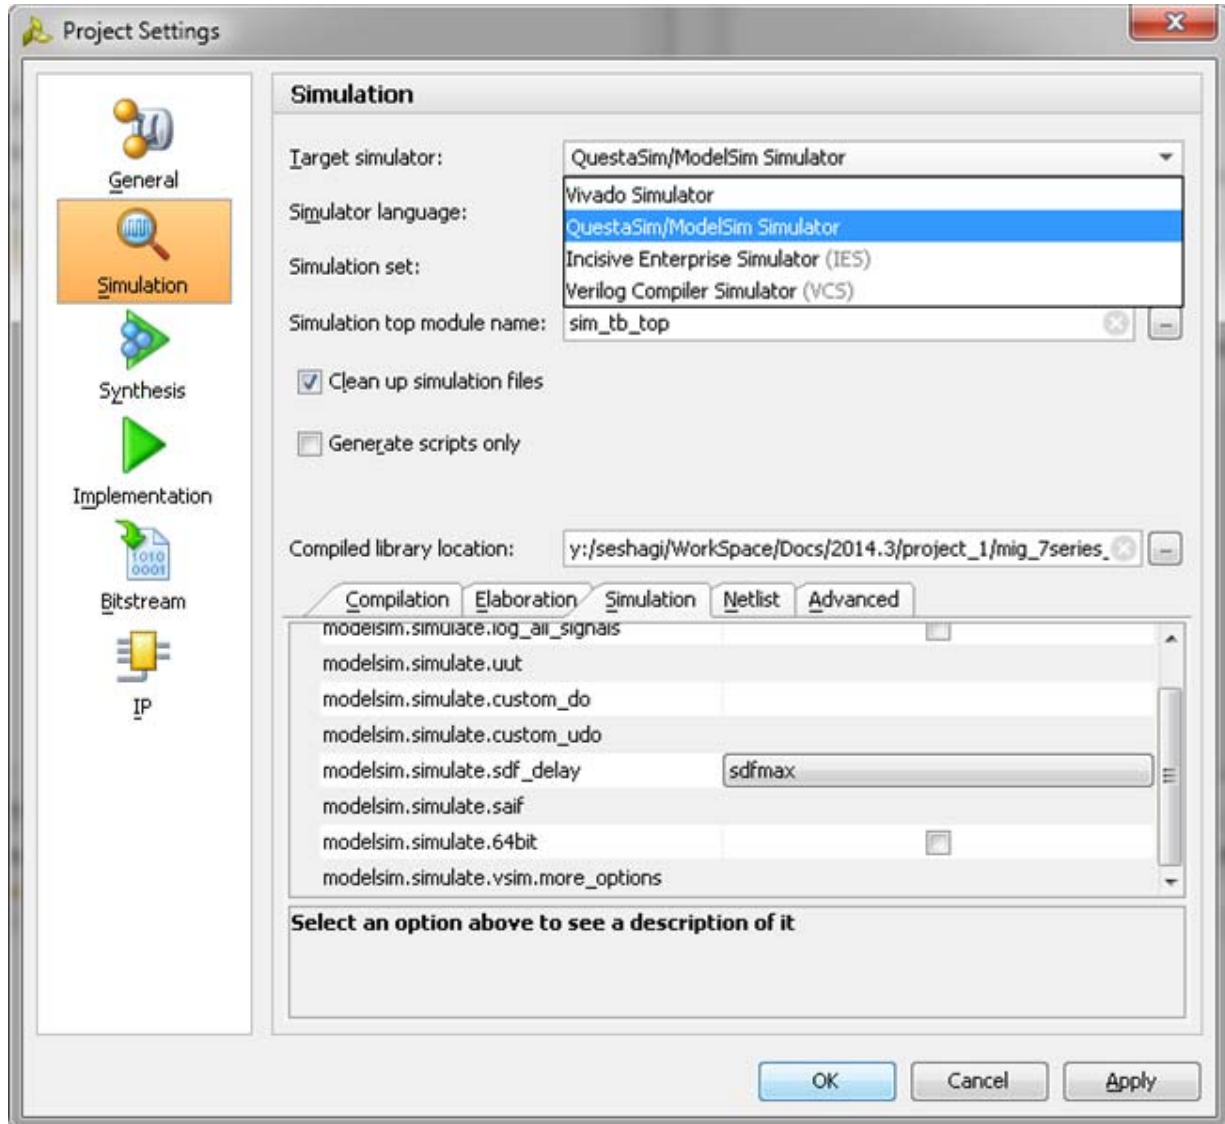 Project Settings
General
Simulation
Synthesis
Implementation
1010
0001
Bitstream
IP
Simulation
Target simulator: QuestaSim/ModelSim Simulator
Vivado Simulator
Simulator language:
QuestaSim/ModelSim Simulator
Simulation set:
Incisive Enterprise Simulator (IES)
Verilog Compiler Simulator (VCS)
Simulation top module name: sim_tb_top
Clean up simulation files
Generate scripts only
Compiled library location: y:/seshagi/WorkSpace/Docs/2014.3/project_1/mig_7series_
Compilation Elaboration Simulation Netlist Advanced
modelsim.simulate.log_all_signals
modelsim.simulate.uut
modelsim.simulate.custom_do
modelsim.simulate.custom_udo
modelsim.simulate.sdf_delay sdfmax
modelsim.simulate.saif
modelsim.simulate.64bit
modelsim.simulate.vsim.more_options
Select an option above to see a description of it
OK Cancel Apply